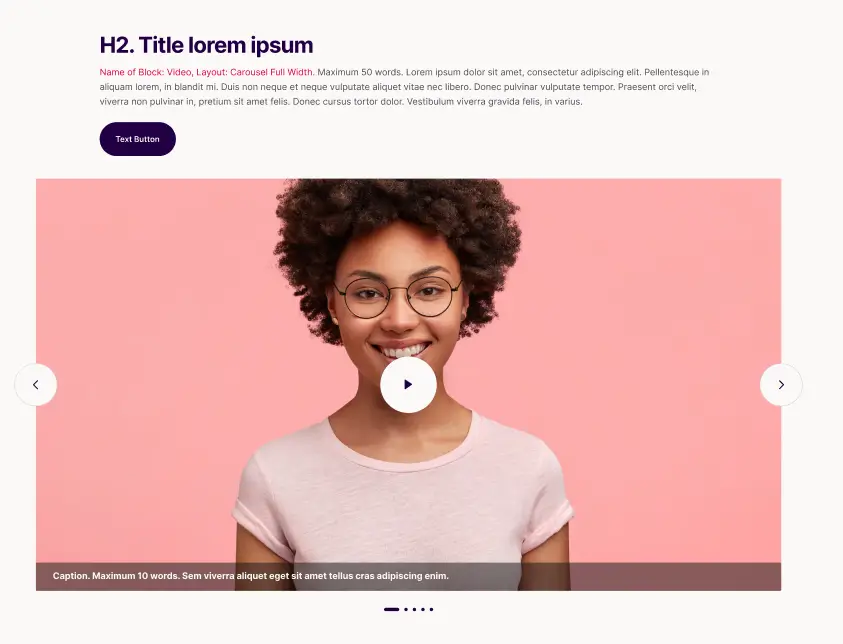 H2. Title lorem ipsum
Name of Block: Video, Layout: Carousel Full Width. Maximum 50 words. Lorem ipsum dolor sit amet, consectetur adipiscing elit. Pellentesque in
aliquam lorem, in blandit mi. Duis non neque et neque vulputate aliquet vitae nec libero. Donec pulvinar vulputate tempor. Praesent orci velit,
viverra non pulvinar in, pretium sit amet felis. Donec cursus tortor dolor. Vestibulum viverra gravida felis, in varius.
Text Button
Caption. Maximum 10 words. Sem viverra aliquet eget sit amet tellus cras adipiscing enim.